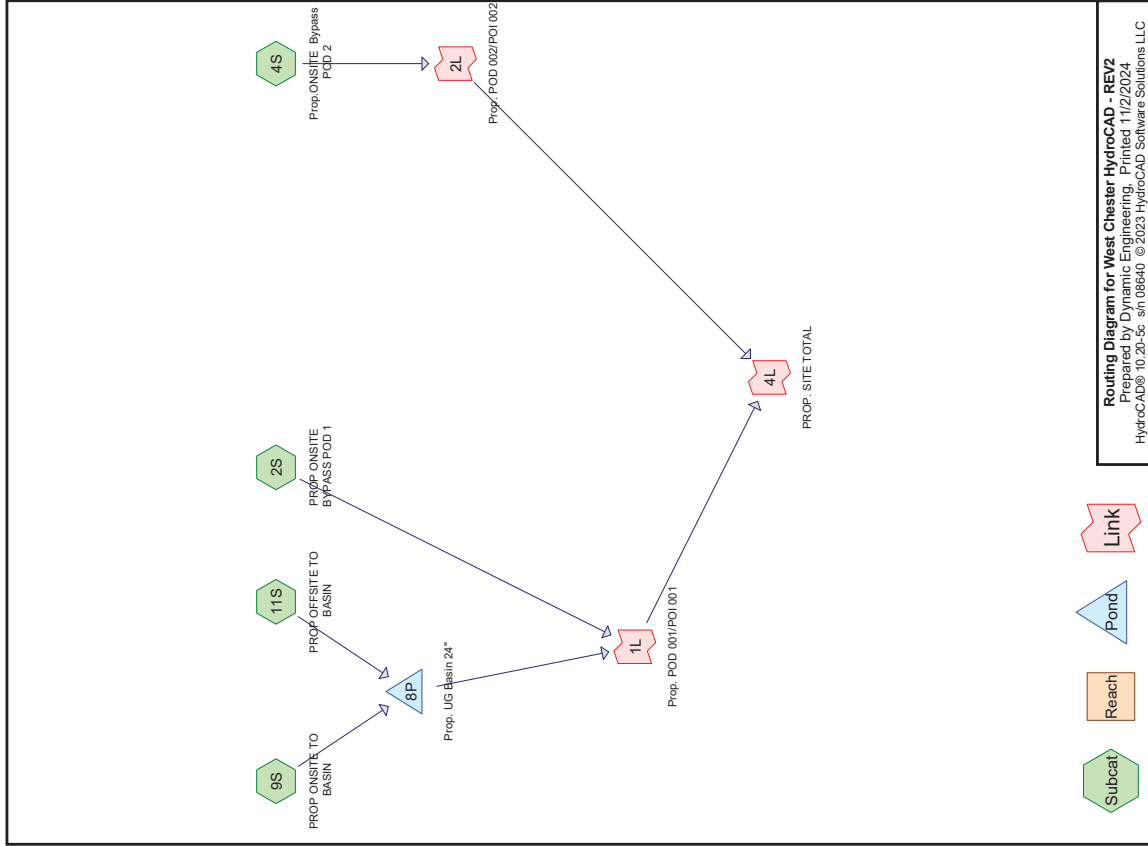 9S
PROP ONSITE TO
BASIN
11S
PROP OFFSITE TO
BASIN
2S
PROP ONSITE
BYPASS POD 1
4S
Prop.ONSITE Bypass
POD 2
8P
Prop. UG Basin 24"
2L
Prop. POD 002/POI 002
1L
Prop. POD 001/POI 001
4L
PROP. SITE TOTAL
Subcat
Reach
Pond
Link
Routing Diagram for West Chester HydroCAD - REV2
Prepared by Dynamic Engineering, Printed 11/2/2024
HydroCAD® 10.20-5c s/n 08640 © 2023 HydroCAD Software Solutions LLC